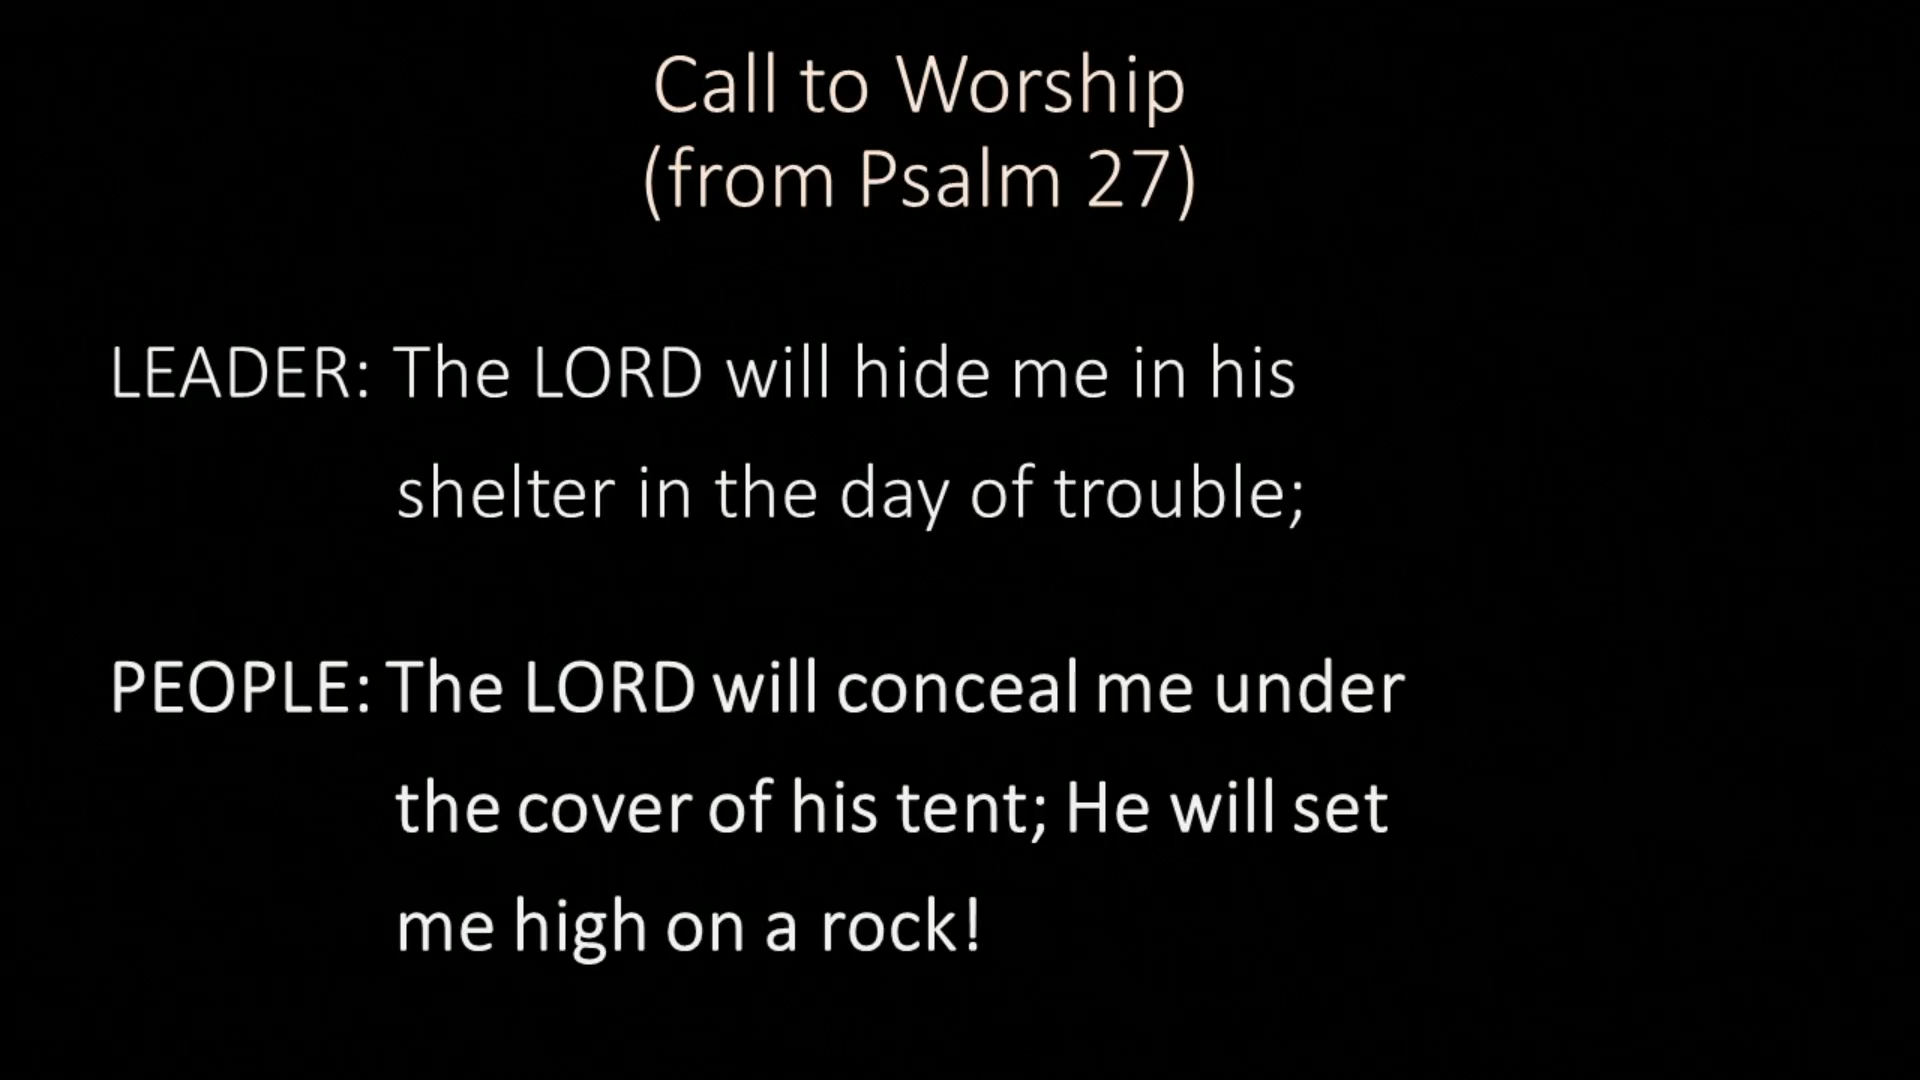 Call to Worship
(from Psalm 27)
LEADER: The LORD will hide me in his
shelter in the day of trouble;
PEOPLE: The LORD will conceal me under
the cover of his tent; He will set
me high on a rock!